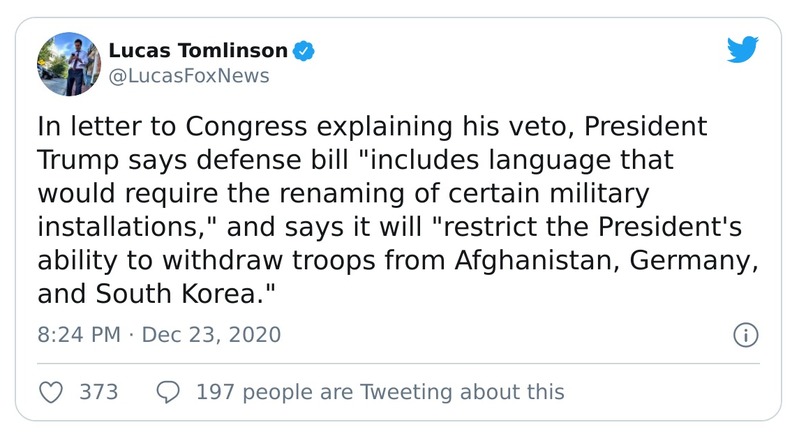 Lucas Tomlinson
@LucasFoxNews
In letter to Congress explaining his veto, President
Trump says defense bill "includes language that
would require the renaming of certain military
installations," and says it will "restrict the President's
ability to withdraw troops from Afghanistan, Germany,
and South Korea."
8:24 PM · Dec 23, 2020
373 197 people are Tweeting about this